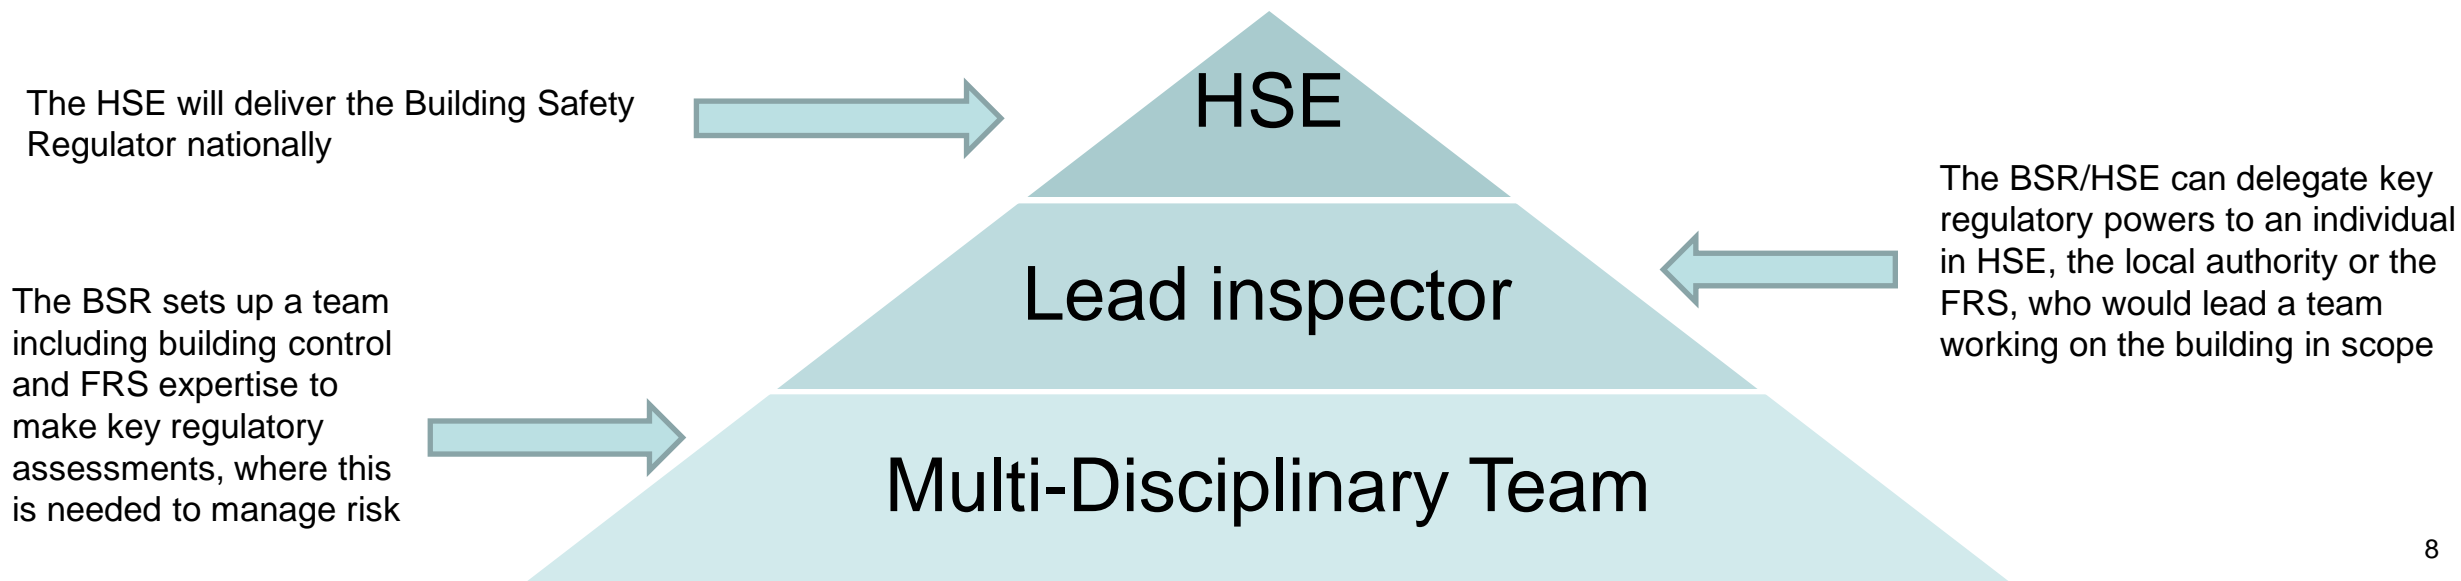 The HSE will deliver the Building Safety
Regulator nationally
HSE
The BSR/HSE can delegate key
regulatory powers to an individual
in HSE, the local authority or the
FRS, who would lead a team
working on the building in scope
Lead inspector
The BSR sets up a team
including building control
and FRS expertise to
make key regulatory
assessments, where this
is needed to manage risk
Multi-Disciplinary Team
8